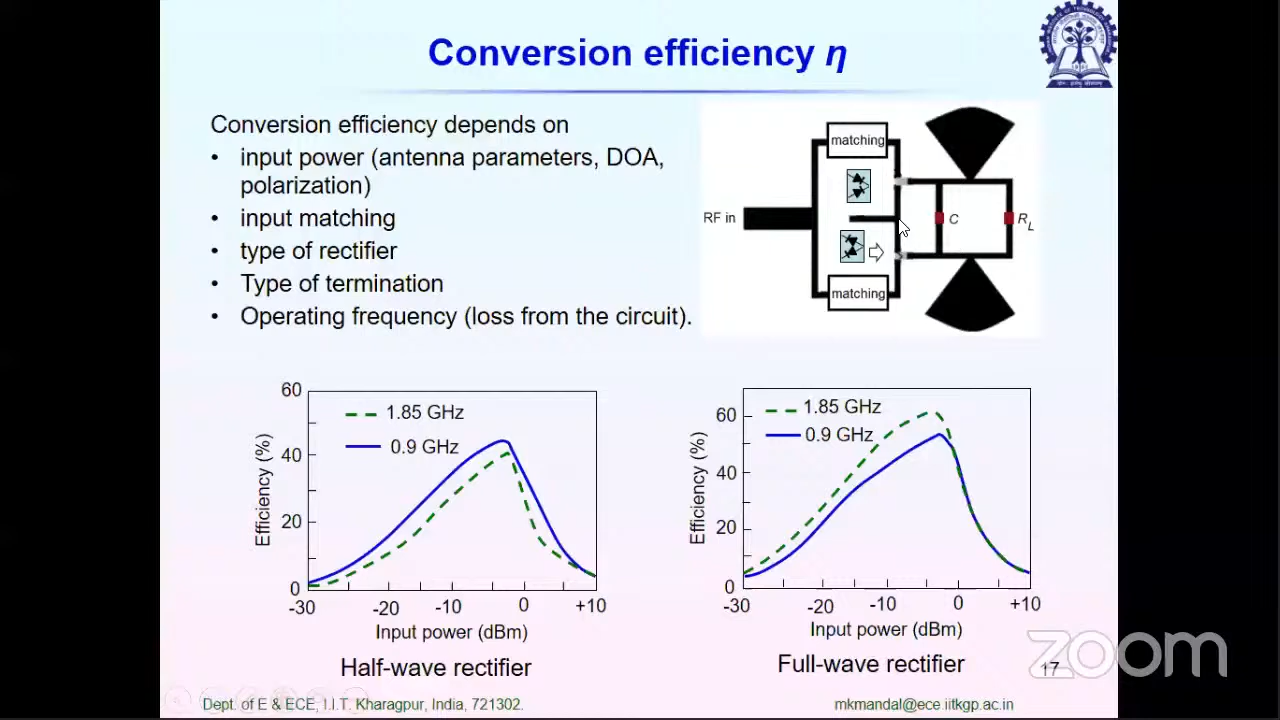 Conversion efficiency η
Conversion efficiency depends on
• input power (antenna parameters, DOA,
polarization)
• input matching
• type of rectifier
• Type of termination
• Operating frequency (loss from the circuit).
matching
RF in
C
R_L
matching
60
40
20
0
Efficiency (%)
1.85 GHz
0.9 GHz
-30
-20
-10
0
+10
Input power (dBm)
Half-wave rectifier
60
40
20
0
Efficiency (%)
1.85 GHz
0.9 GHz
-30
-20
-10
0
+10
Input power (dBm)
Full-wave rectifier
zoom
17
Dept. of E & ECE, I.I.T. Kharagpur, India, 721302.
mkmandal@ece iitkgp.ac.in